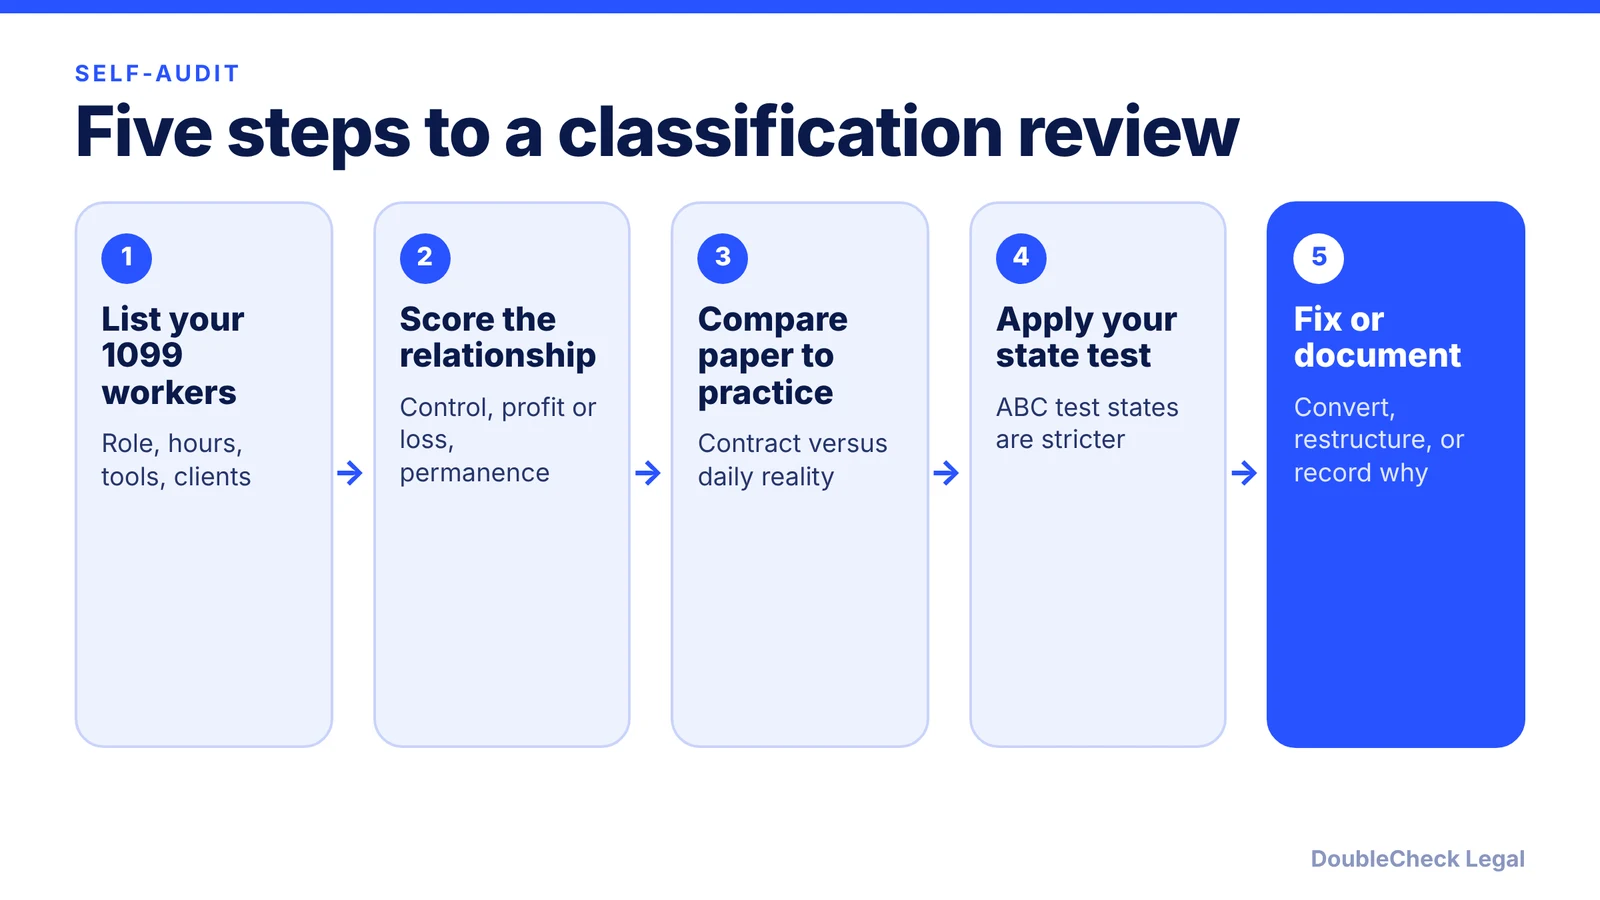 SELF-AUDIT
Five steps to a classification review
1
List your
1099
workers
Role, hours,
tools, clients
→
2
Score the
relationship
Control, profit or
loss,
permanence
→
3
Compare
paper to
practice
Contract versus
daily reality
→
4
Apply your
state test
ABC test states
are stricter
→
5
Fix or
document
Convert,
restructure, or
record why
DoubleCheck Legal